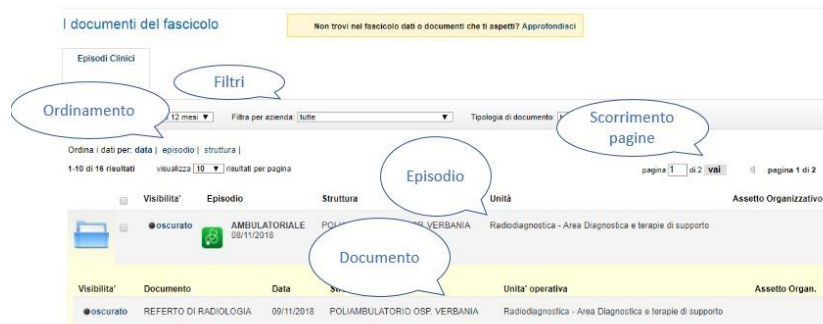 I documenti del fascicolo
Non trovi nel fascicolo dati o documenti che ti aspetti? Approfondisci
Episodi Clinici
Filtri
Ordinamento
12 mesi ▼ Filtra per azienda: tutte ▼ Tipologia di documento:
Scorrimento
pagine
Ordina i dati per: data | episodio | struttura |
1-10 di 16 risultati visualizza 10 ▼ risultati per pagina
pagina 1 di 2 vai pagina 1 di 2
Episodio
Visibilita' Episodio Struttura Unità Assetto Organizzativo
oscurato AMBULATORIALE OSP. VERBANIA Radiodiagnostica - Area Diagnostica e terapie di supporto
08/11/2018
Documento
Visibilita' Documento Data Unita' operativa Assetto Organ.
oscurato REFERTO DI RADIOLOGIA 09/11/2018 POLIAMBULATORIO OSP. VERBANIA Radiodiagnostica - Area Diagnostica e terapie di supporto